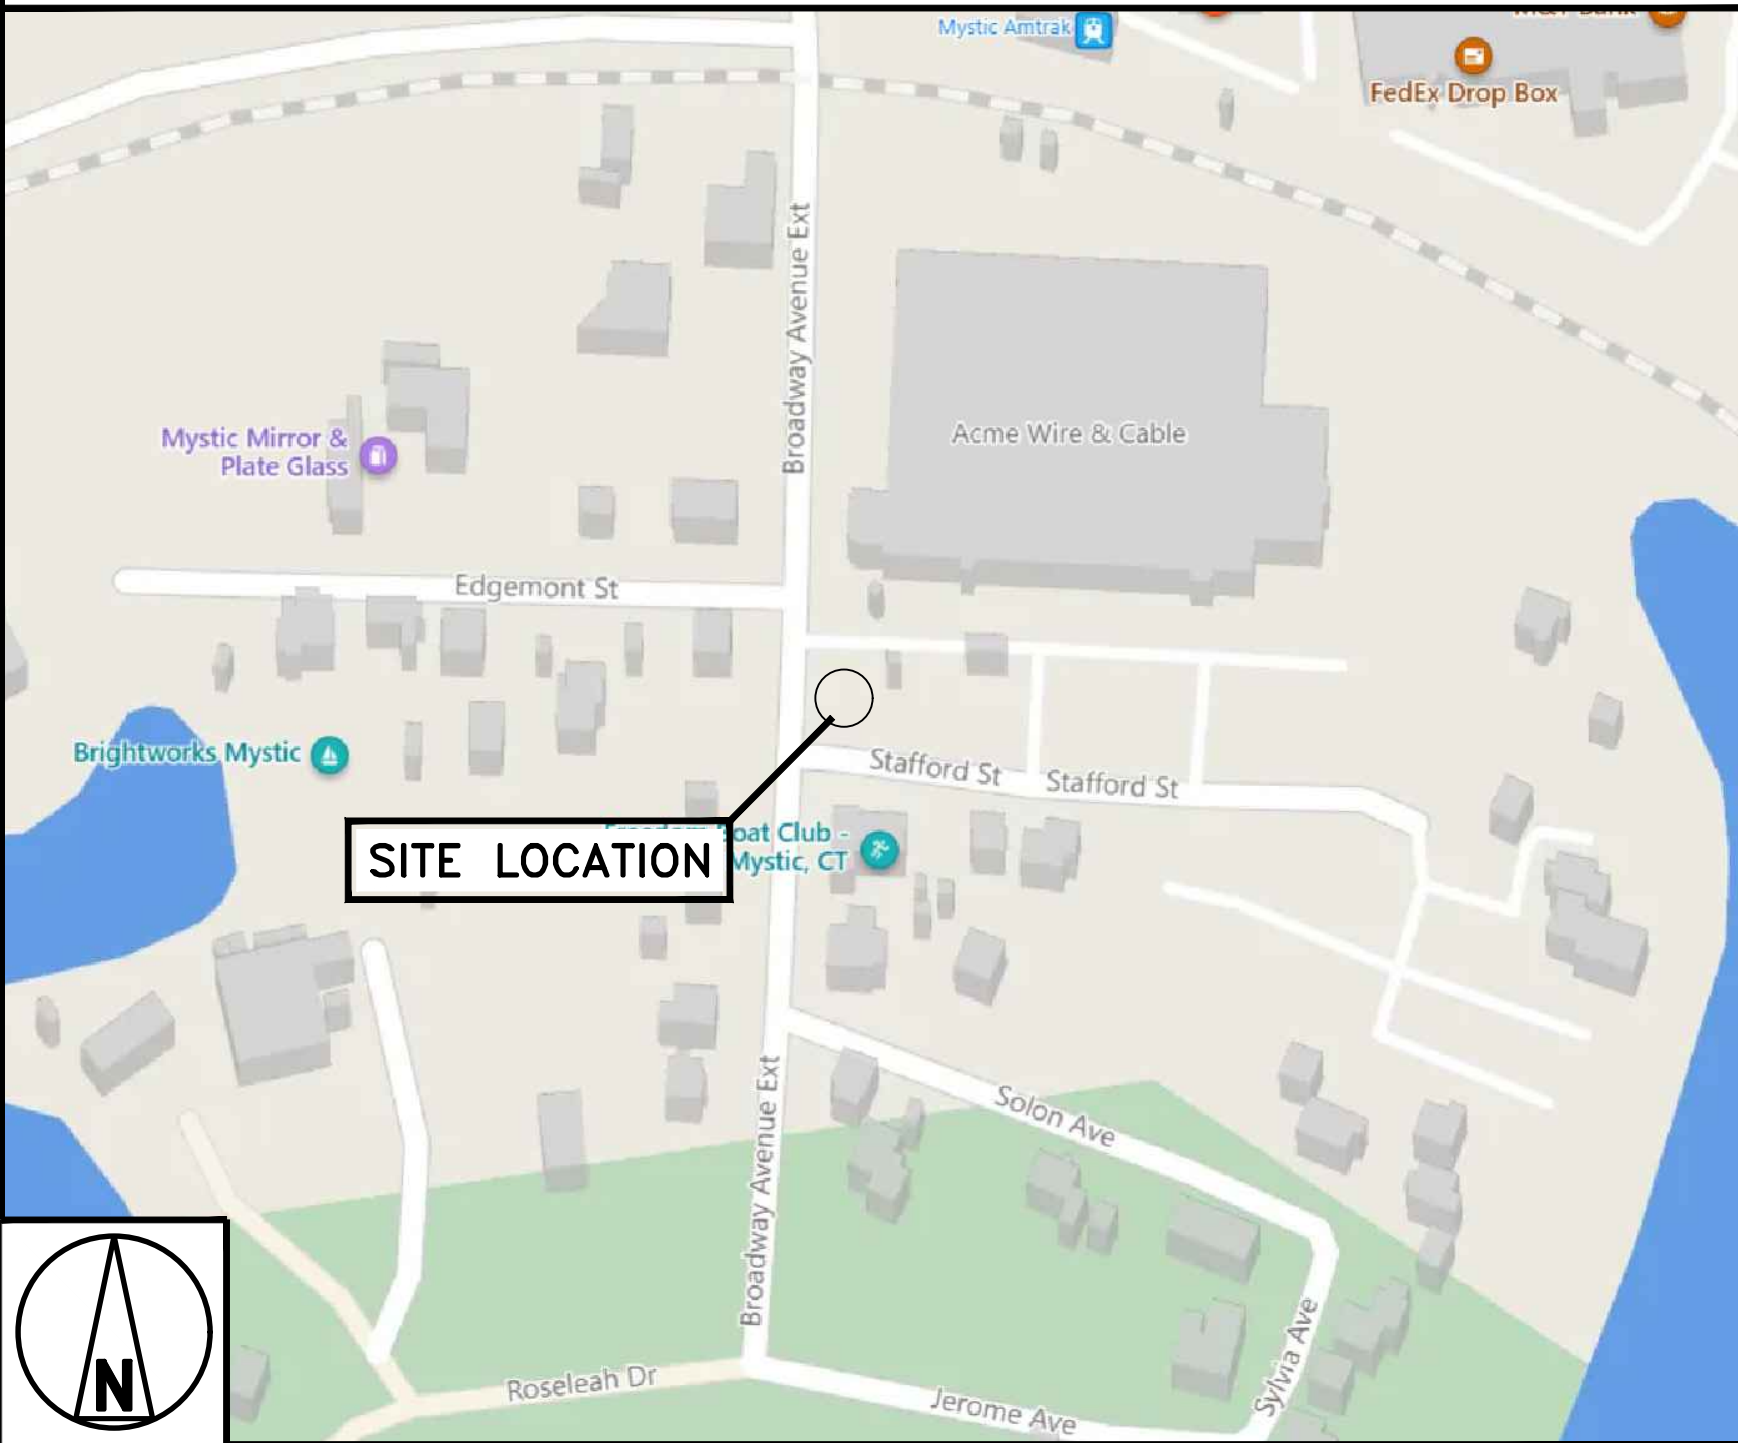 Mystic Amtrak
FedEx Drop Box
Broadway Avenue Ext
Acme Wire & Cable
Mystic Mirror &
Plate Glass
Edgemont St
Brightworks Mystic
Stafford St
Stafford St
Boat Club -
Mystic, CT
SITE LOCATION
Solon Ave
Broadway Avenue Ext
Sylvia Ave
Roseleah Dr
Jerome Ave
N